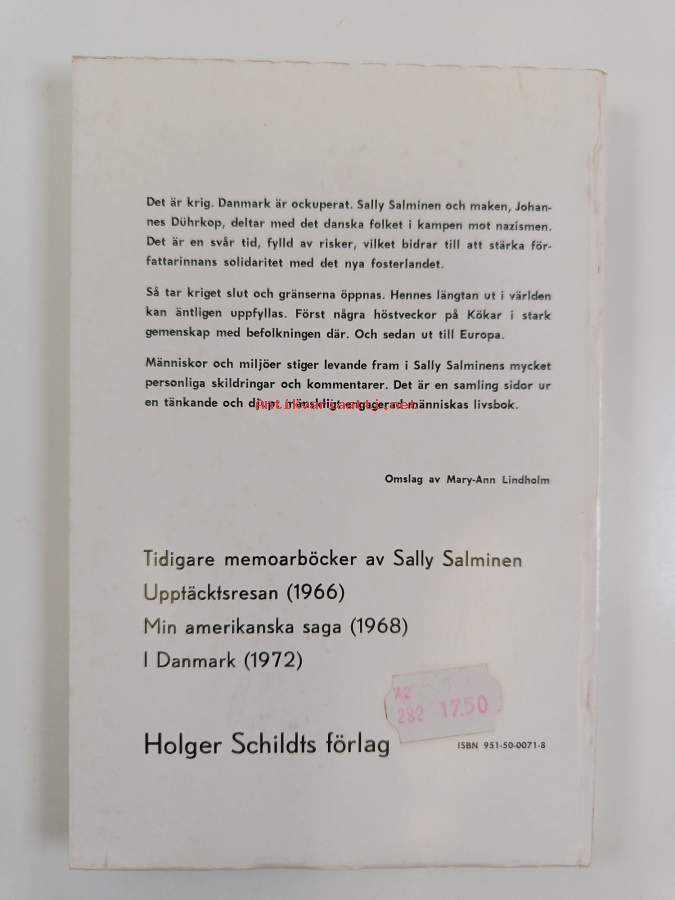 Det är krig. Danmark är ockuperat. Sally Salminen och maken, Johan-
nes Dührkop, deltar med det danska folket i kampen mot nazismen.
Det är en svår tid, fylld av risker, vilket bidrar till att stärka för-
fattarinnans solidaritet med det nya fosterlandet.
Så tar kriget slut och gränserna öppnas. Hennes längtan ut i världen
kan äntligen uppfyllas. Först några höstveckor på Kökar i stark
gemenskap med befolkningen där. Och sedan ut till Europa.
Människor och miljöer stiger levande fram i Sally Salminens mycket
personliga skildringar och kommentarer. Det är en samling sidor ur
en tänkande och djupt mänskligt engagerad människas livsbok.
Antikvariaatti.net
Omslag av Mary-Ann Lindholm
Tidigare memoarböcker av Sally Salminen
Upptäcktsresan (1966)
Min amerikanska saga (1968)
I Danmark (1972)
282 17.50
Holger Schildts förlag
ISBN 951-50-0071-8